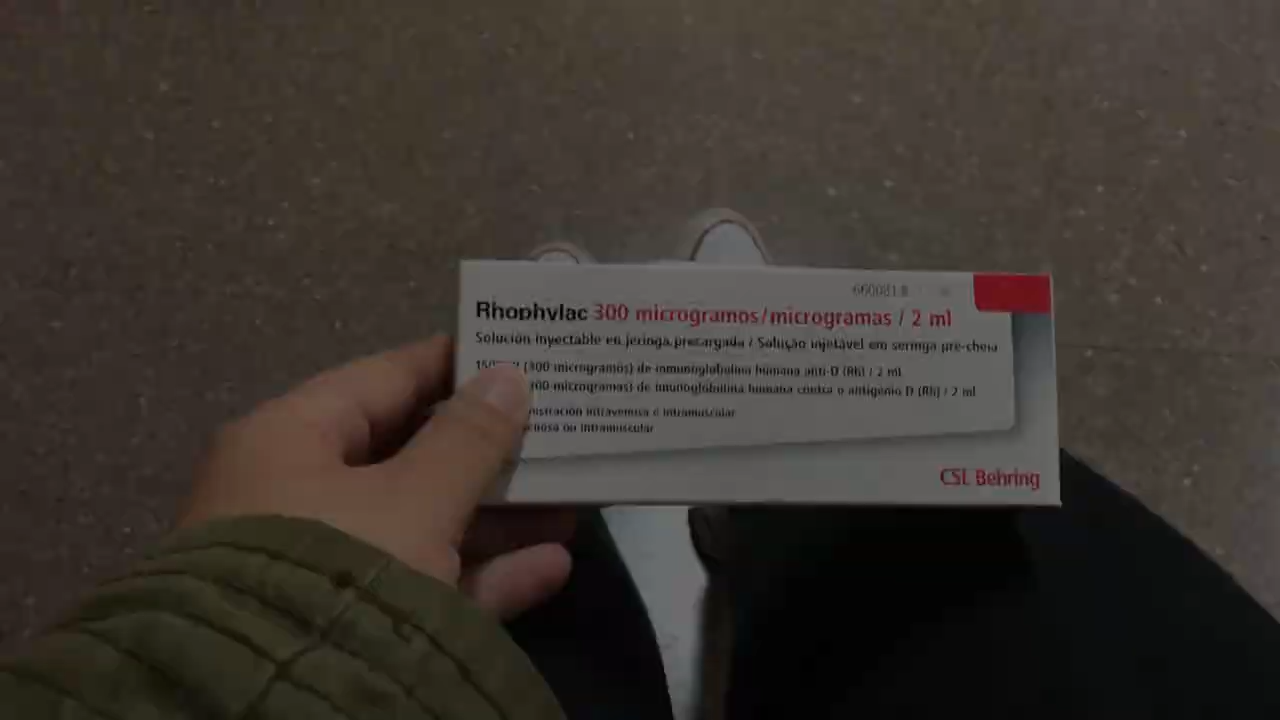 Rhophylac 300 microgramos/microgramas / 2 ml
Solución inyectable en jeringa precargada / Solução injetável em seringa pré-cheia
(300 microgramos) de inmunoglobulina humana anti-D (Rh) / 2 ml
microgramas) de imunoglobulina humana contra o antigénio D (Rh) / 2 ml
intravenosa e intramuscular
ou intramuscular
CSL Behring